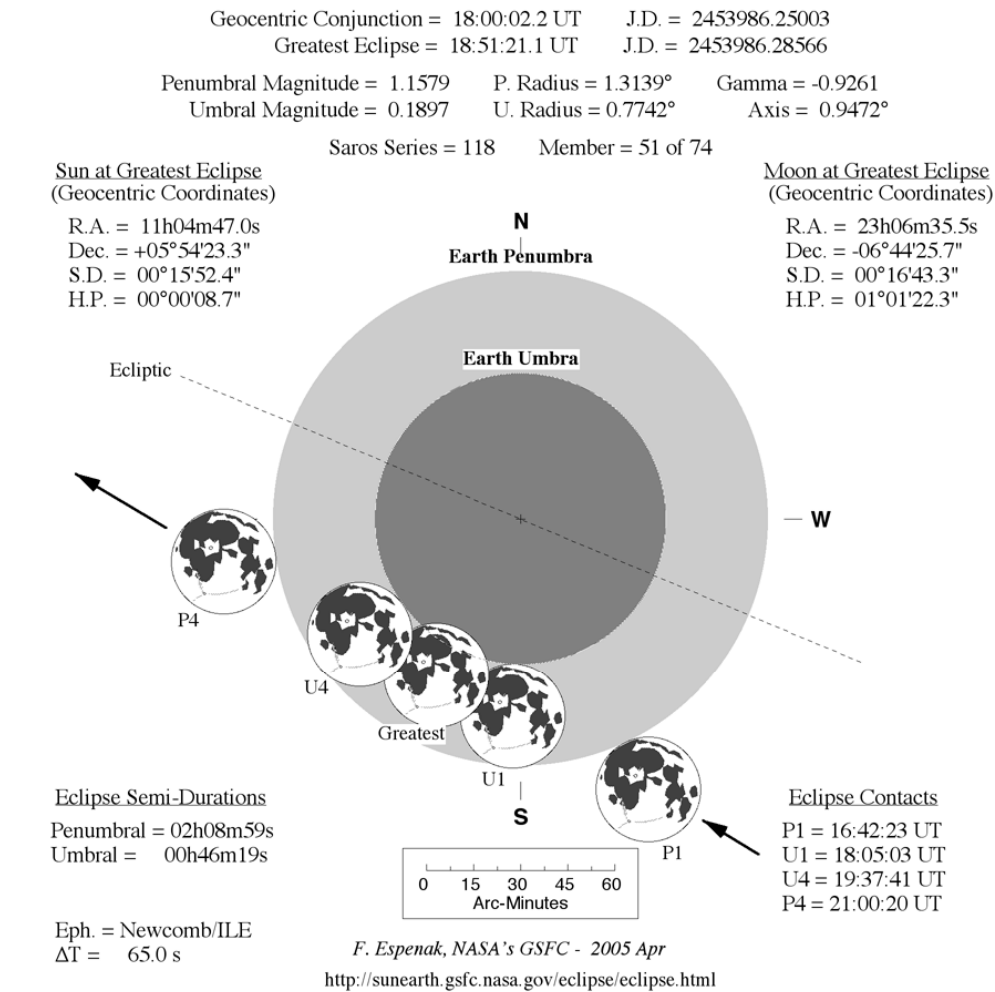 Geocentric Conjunction = 18:00:02.2 UT J.D. = 2453986.25003
Greatest Eclipse = 18:51:21.1 UT J.D. = 2453986.28566
Penumbral Magnitude = 1.1579 P. Radius = 1.3139° Gamma = -0.9261
Umbral Magnitude = 0.1897 U. Radius = 0.7742° Axis = 0.9472°
Saros Series = 118 Member = 51 of 74
Sun at Greatest Eclipse
(Geocentric Coordinates)
R.A. = 11h04m47.0s
Dec. = +05°54'23.3"
S.D. = 00°15'52.4"
H.P. = 00°00'08.7"
Moon at Greatest Eclipse
(Geocentric Coordinates)
R.A. = 23h06m35.5s
Dec. = -06°44'25.7"
S.D. = 00°16'43.3"
H.P. = 01°01'22.3"
N
Earth Penumbra
Earth Umbra
Ecliptic
W
P4
U4
Greatest
U1
S
P1
Eclipse Semi-Durations
Penumbral = 02h08m59s
Umbral = 00h46m19s
Eclipse Contacts
P1 = 16:42:23 UT
U1 = 18:05:03 UT
U4 = 19:37:41 UT
P4 = 21:00:20 UT
0 15 30 45 60
Arc-Minutes
Eph. = Newcomb/ILE
ΔT = 65.0 s
F. Espenak, NASA's GSFC - 2005 Apr
http://sunearth.gsfc.nasa.gov/eclipse/eclipse.html